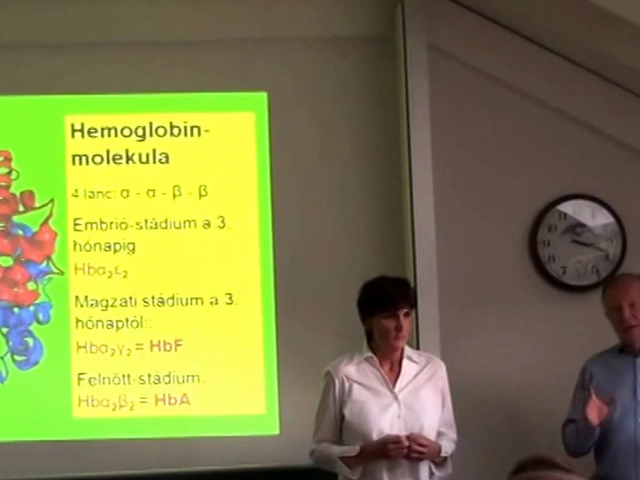 Hemoglobin-
molekula
4 lánc: α - α - β - β
Embrió-stádium a 3.
hónapig
Hbα₂ε₂
Magzati stádium a 3.
hónaptól::
Hbα₂γ₂ = HbF
Felnőtt-stádium:
Hbα₂β₂ = HbA